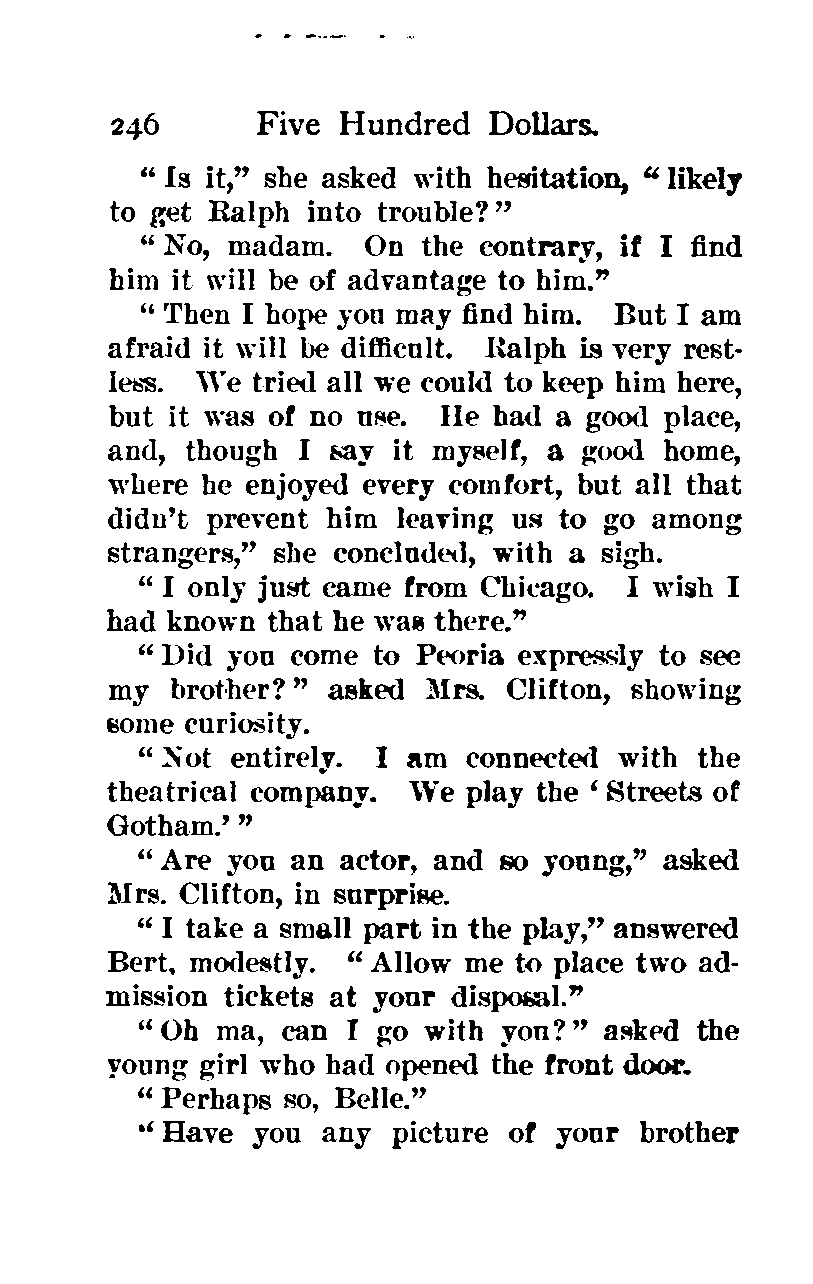 246 Five Hundred Dollars.
“ Is it,” she asked with hesitation, “ likely
to get Ralph into trouble? ”
“ No, madam. On the contrary, if I find
him it will be of advantage to him.”
“ Then I hope you may find him. But I am
afraid it will be difficult. Ralph is very rest-
less. We tried all we could to keep him here,
but it was of no use. He had a good place,
and, though I say it myself, a good home,
where he enjoyed every comfort, but all that
didn’t prevent him leaving us to go among
strangers,” she concluded, with a sigh.
“ I only just came from Chicago. I wish I
had known that he was there.”
“ Did you come to Peoria expressly to see
my brother? ” asked Mrs. Clifton, showing
some curiosity.
“ Not entirely. I am connected with the
theatrical company. We play the ‘ Streets of
Gotham.’ ”
“ Are you an actor, and so young,” asked
Mrs. Clifton, in surprise.
“ I take a small part in the play,” answered
Bert, modestly. “ Allow me to place two ad-
mission tickets at your disposal.”
“ Oh ma, can I go with you? ” asked the
young girl who had opened the front door.
“ Perhaps so, Belle.”
“ Have you any picture of your brother